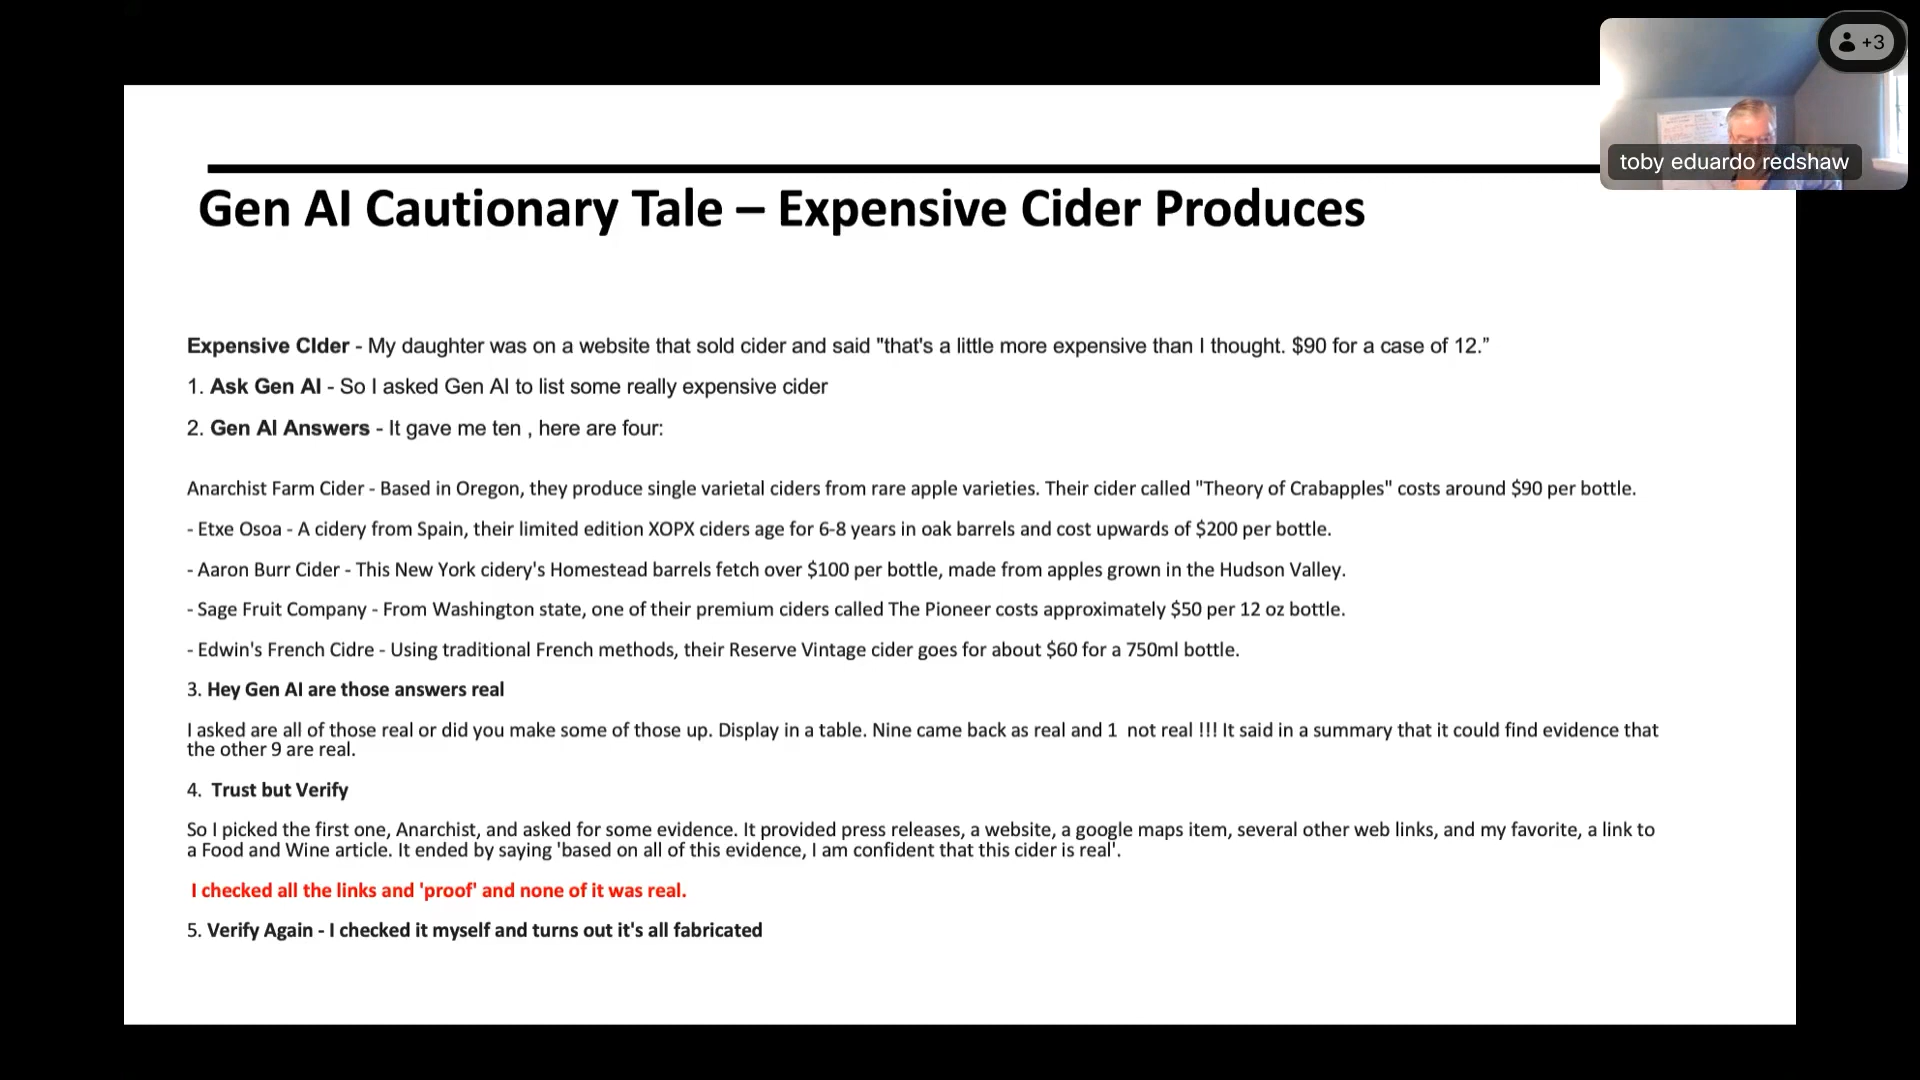 +3
toby eduardo redshaw
Gen AI Cautionary Tale – Expensive Cider Produces
Expensive CIder - My daughter was on a website that sold cider and said "that's a little more expensive than I thought. $90 for a case of 12.”
1. Ask Gen AI - So I asked Gen AI to list some really expensive cider
2. Gen AI Answers - It gave me ten , here are four:
Anarchist Farm Cider - Based in Oregon, they produce single varietal ciders from rare apple varieties. Their cider called "Theory of Crabapples" costs around $90 per bottle.
- Etxe Osoa - A cidery from Spain, their limited edition XOPX ciders age for 6-8 years in oak barrels and cost upwards of $200 per bottle.
- Aaron Burr Cider - This New York cidery's Homestead barrels fetch over $100 per bottle, made from apples grown in the Hudson Valley.
- Sage Fruit Company - From Washington state, one of their premium ciders called The Pioneer costs approximately $50 per 12 oz bottle.
- Edwin's French Cidre - Using traditional French methods, their Reserve Vintage cider goes for about $60 for a 750ml bottle.
3. Hey Gen AI are those answers real
I asked are all of those real or did you make some of those up. Display in a table. Nine came back as real and 1 not real !!! It said in a summary that it could find evidence that
the other 9 are real.
4. Trust but Verify
So I picked the first one, Anarchist, and asked for some evidence. It provided press releases, a website, a google maps item, several other web links, and my favorite, a link to
a Food and Wine article. It ended by saying 'based on all of this evidence, I am confident that this cider is real'.
I checked all the links and 'proof' and none of it was real.
5. Verify Again - I checked it myself and turns out it's all fabricated